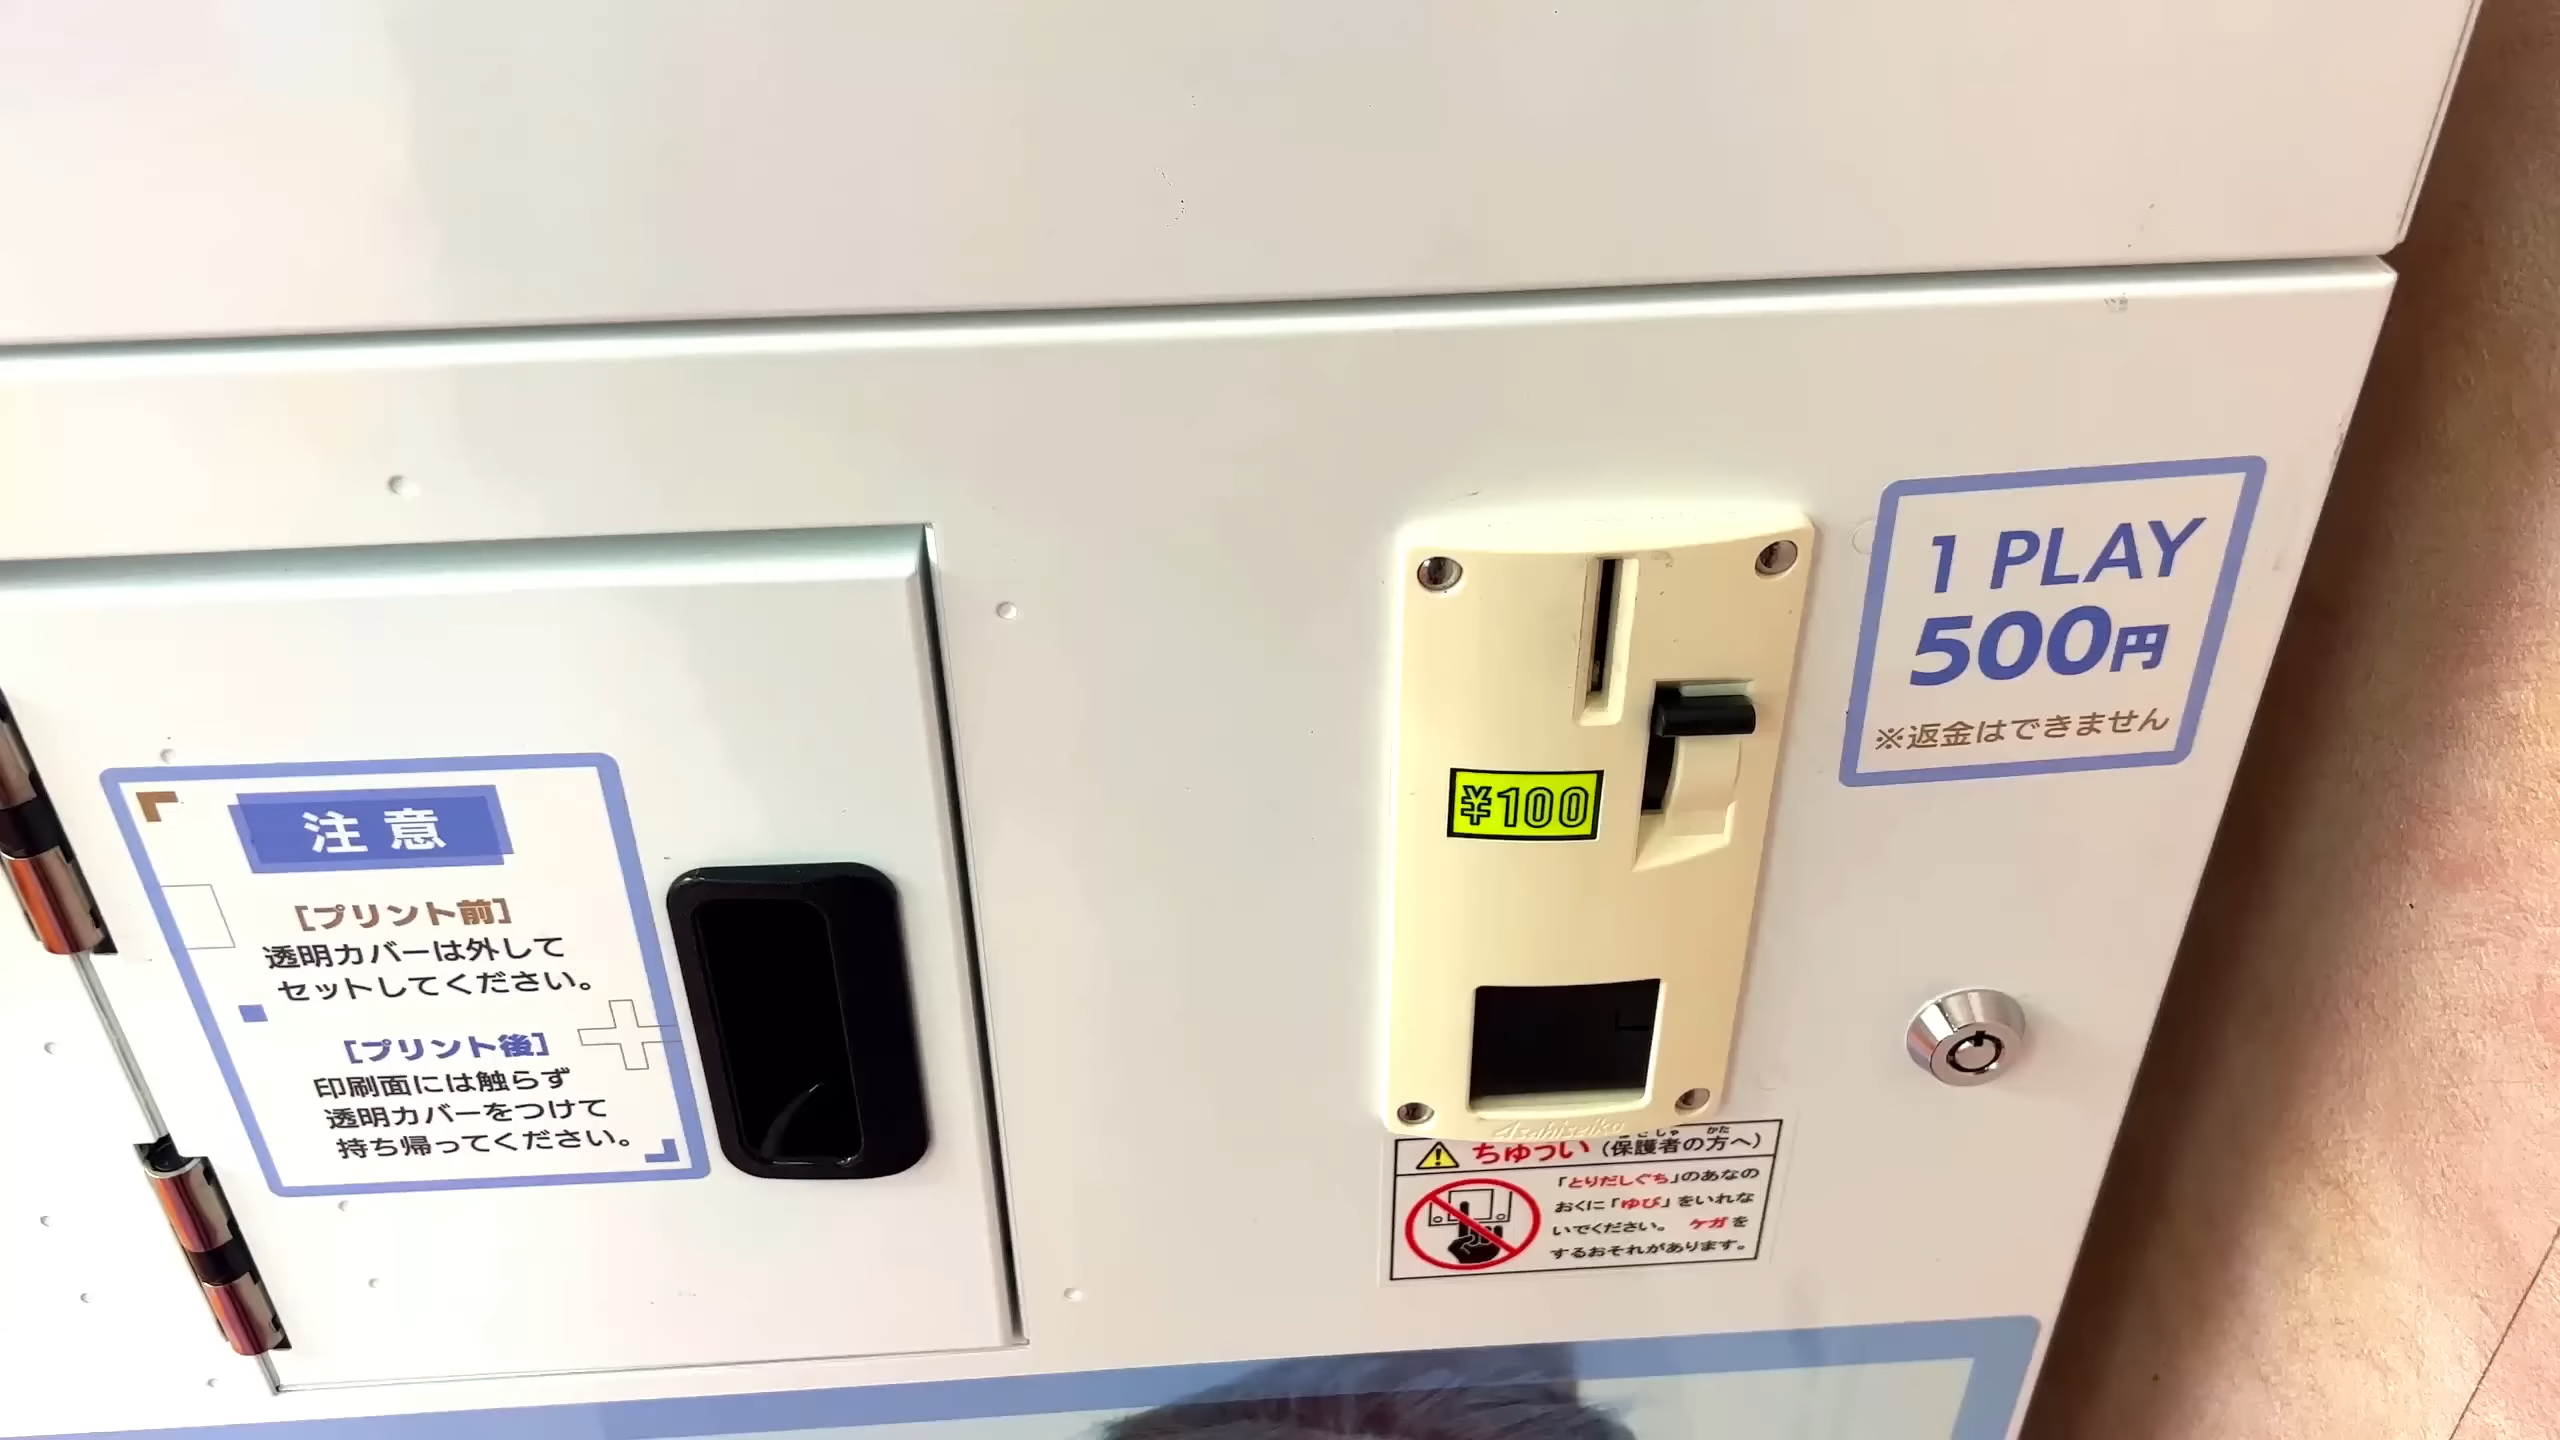 1 PLAY
500円
※返金はできません
¥100
注意
[プリント前]
透明カバーは外して
セットしてください。
[プリント後]
印刷面には触らず
透明カバーをつけて
持ち帰ってください。
Asahiseiko
ちゅうい (保護者の方へ)
「とりだしぐち」のあなの
おくに「ゆび」をいれな
いでください。 ケガを
するおそれがあります。